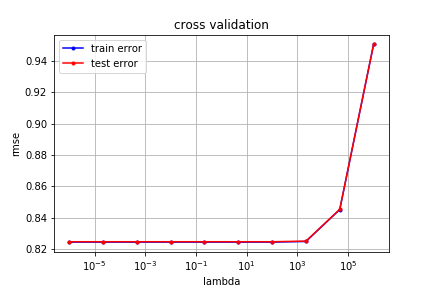 cross validation
train error
test error
rmse
0.94
0.92
0.90
0.88
0.86
0.84
0.82
10⁻⁵ 10⁻³ 10⁻¹ 10¹ 10³ 10⁵
lambda